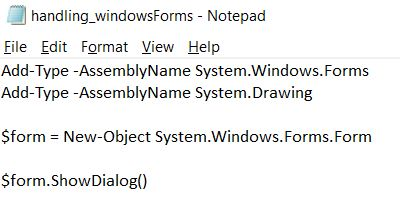 handling_windowsForms - Notepad
File Edit Format View Help
Add-Type -AssemblyName System.Windows.Forms
Add-Type -AssemblyName System.Drawing
$form = New-Object System.Windows.Forms.Form
$form.ShowDialog()